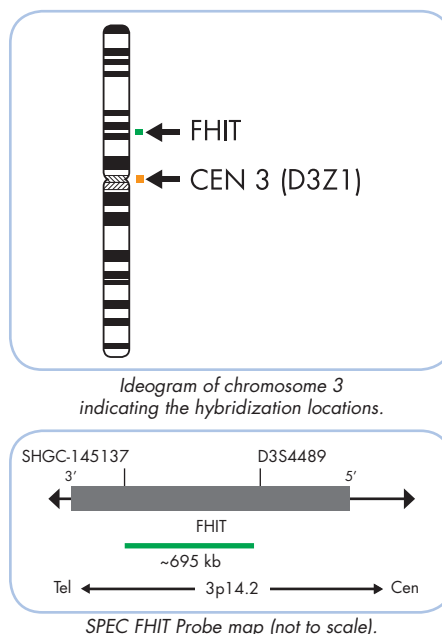 FHIT
CEN 3 (D3Z1)
Ideogram of chromosome 3
indicating the hybridization locations.
SHGC-145137 D3S4489
3’ 5’
FHIT
~695 kb
Tel 3p14.2 Cen
SPEC FHIT Probe map (not to scale).